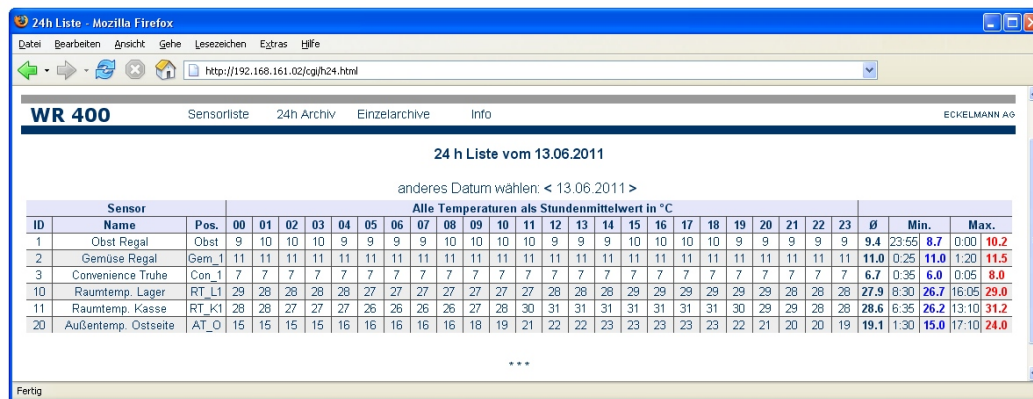 24h Liste - Mozilla Firefox
Datei Bearbeiten Ansicht Gehe Lesezeichen Extras Hilfe
http://192.168.161.02/cgi/h24.html
WR 400 Sensorliste 24h Archiv Einzelarchive Info ECKELMANN AG
24 h Liste vom 13.06.2011
anderes Datum wählen: < 13.06.2011 >
Sensor Alle Temperaturen als Stundenmittelwert in °C
ID Name Pos. 00 01 02 03 04 05 06 07 08 09 10 11 12 13 14 15 16 17 18 19 20 21 22 23 Ø Min. Max.
1 Obst Regal Obst 9 10 10 10 9 9 9 9 10 10 10 10 9 9 9 10 10 10 10 9 9 9 9 9 9.4 23:55 8.7 0:00 10.2
2 Gemüse Regal Gem_1 11 11 11 11 11 11 11 11 11 11 11 11 11 11 11 11 11 11 11 11 11 11 11 11 11.0 0:25 11.0 1:20 11.5
3 Convenience Truhe Con_1 7 7 7 7 7 7 7 7 7 7 7 7 7 7 7 7 7 7 7 7 7 7 7 7 6.7 0:35 6.0 0:05 8.0
10 Raumtemp. Lager RT_L1 29 28 28 28 28 27 27 27 27 27 27 27 28 28 28 29 29 29 29 29 29 28 28 28 27.9 8:30 26.7 16:05 29.0
11 Raumtemp. Kasse RT_K1 28 28 27 27 27 26 26 26 26 27 28 30 31 31 31 31 31 31 31 30 29 29 28 28 28.6 6:35 26.2 13:10 31.2
20 Außentemp. Ostseite AT_O 15 15 15 15 16 16 16 16 16 18 19 21 22 22 23 23 23 23 23 22 21 20 20 19 19.1 1:30 15.0 17:10 24.0
* * *
Fertig